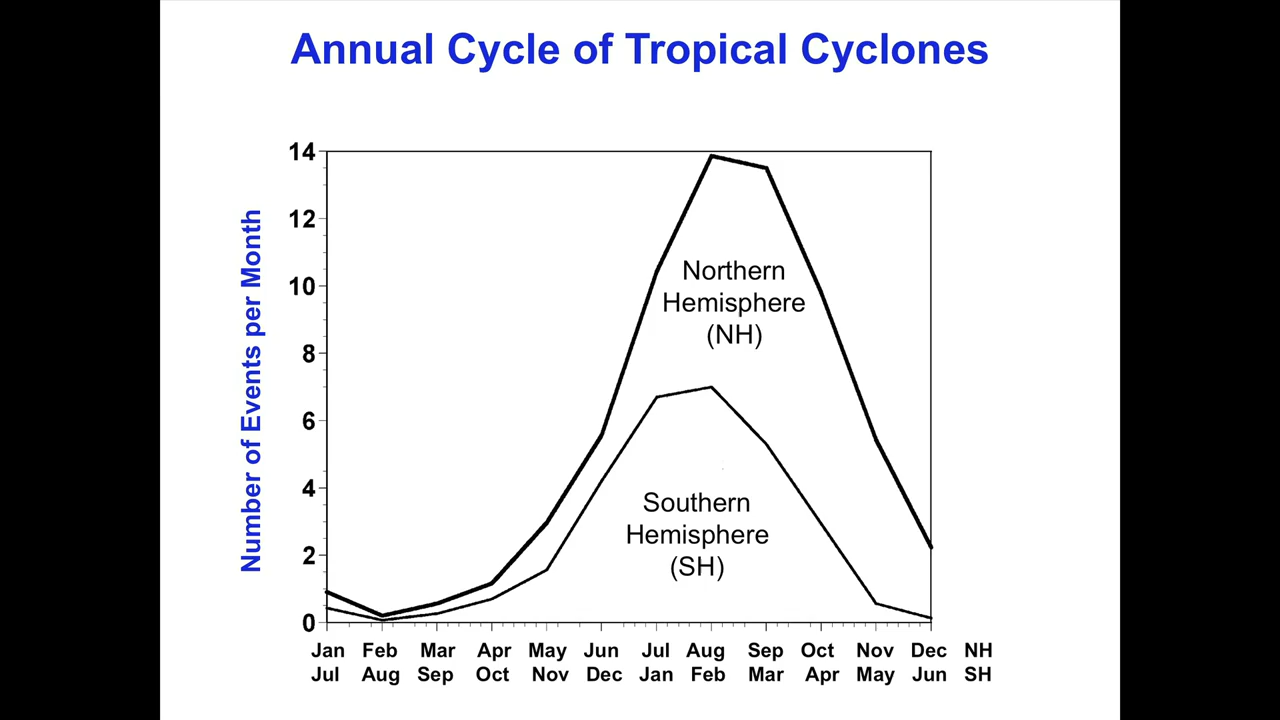 Annual Cycle of Tropical Cyclones
Number of Events per Month
14
12
10
8
6
4
2
0
Northern
Hemisphere
(NH)
Southern
Hemisphere
(SH)
Jan Feb Mar Apr May Jun Jul Aug Sep Oct Nov Dec NH
Jul Aug Sep Oct Nov Dec Jan Feb Mar Apr May Jun SH